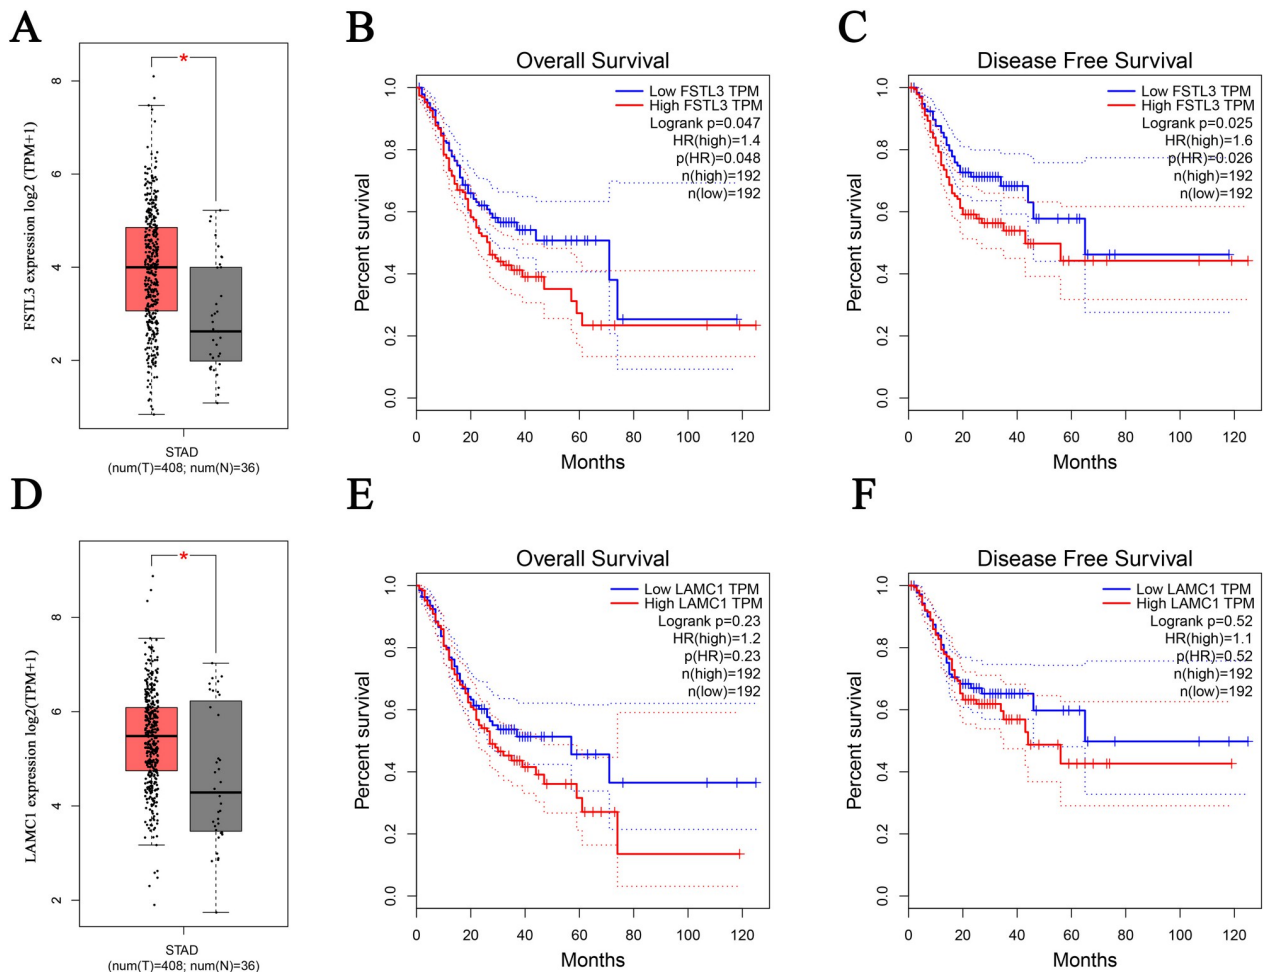 A
FSTL3 expression log2 (TPM+1)
8
6
4
2
*
STAD
(num(T)=408; num(N)=36)
B
Overall Survival
Low FSTL3 TPM
High FSTL3 TPM
Logrank p=0.047
HR(high)=1.4
p(HR)=0.048
n(high)=192
n(low)=192
Percent survival
1.0
0.8
0.6
0.4
0.2
0.0
0 20 40 60 80 100 120
Months
C
Disease Free Survival
Low FSTL3 TPM
High FSTL3 TPM
Logrank p=0.025
HR(high)=1.6
p(HR)=0.026
n(high)=192
n(low)=192
Percent survival
1.0
0.8
0.6
0.4
0.2
0.0
0 20 40 60 80 100 120
Months
D
LAMC1 expression log2(TPM+1)
8
6
4
2
*
STAD
(num(T)=408; num(N)=36)
E
Overall Survival
Low LAMC1 TPM
High LAMC1 TPM
Logrank p=0.23
HR(high)=1.2
p(HR)=0.23
n(high)=192
n(low)=192
Percent survival
1.0
0.8
0.6
0.4
0.2
0.0
0 20 40 60 80 100 120
Months
F
Disease Free Survival
Low LAMC1 TPM
High LAMC1 TPM
Logrank p=0.52
HR(high)=1.1
p(HR)=0.52
n(high)=192
n(low)=192
Percent survival
1.0
0.8
0.6
0.4
0.2
0.0
0 20 40 60 80 100 120
Months